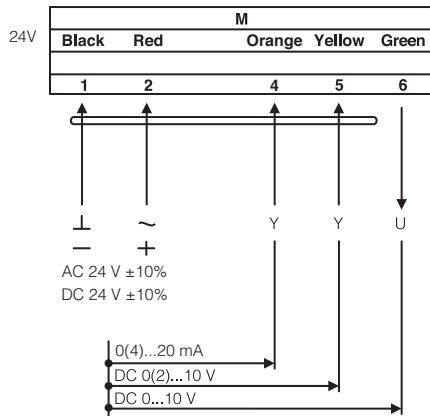 M
24V
Black Red Orange Yellow Green
1 2 4 5 6
⊥ ~ Y Y U
− +
AC 24 V ±10%
DC 24 V ±10%
0(4)...20 mA
DC 0(2)...10 V
DC 0...10 V